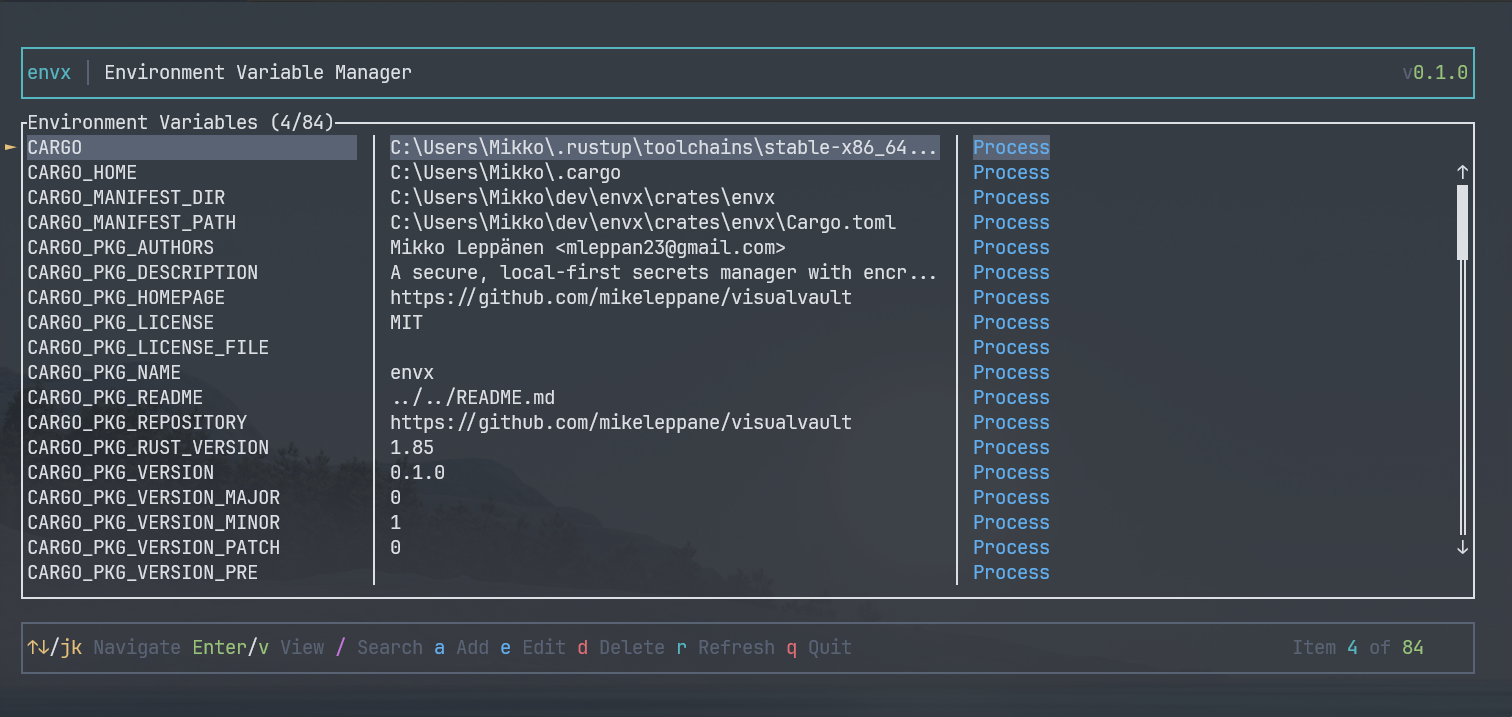 envx │ Environment Variable Manager v0.1.0
Environment Variables (4/84)
► CARGO │ C:\Users\Mikko\.rustup\toolchains\stable-x86_64... │ Process
CARGO_HOME │ C:\Users\Mikko\.cargo │ Process
CARGO_MANIFEST_DIR │ C:\Users\Mikko\dev\envx\crates\envx │ Process
CARGO_MANIFEST_PATH │ C:\Users\Mikko\dev\envx\crates\envx\Cargo.toml │ Process
CARGO_PKG_AUTHORS │ Mikko Leppänen <mleppan23@gmail.com> │ Process
CARGO_PKG_DESCRIPTION │ A secure, local-first secrets manager with encr... │ Process
CARGO_PKG_HOMEPAGE │ https://github.com/mikeleppane/visualvault │ Process
CARGO_PKG_LICENSE │ MIT │ Process
CARGO_PKG_LICENSE_FILE │ │ Process
CARGO_PKG_NAME │ envx │ Process
CARGO_PKG_README │ ../../README.md │ Process
CARGO_PKG_REPOSITORY │ https://github.com/mikeleppane/visualvault │ Process
CARGO_PKG_RUST_VERSION │ 1.85 │ Process
CARGO_PKG_VERSION │ 0.1.0 │ Process
CARGO_PKG_VERSION_MAJOR │ 0 │ Process
CARGO_PKG_VERSION_MINOR │ 1 │ Process
CARGO_PKG_VERSION_PATCH │ 0 │ Process
CARGO_PKG_VERSION_PRE │ │ Process
↑↓/jk Navigate Enter/v View / Search a Add e Edit d Delete r Refresh q Quit Item 4 of 84